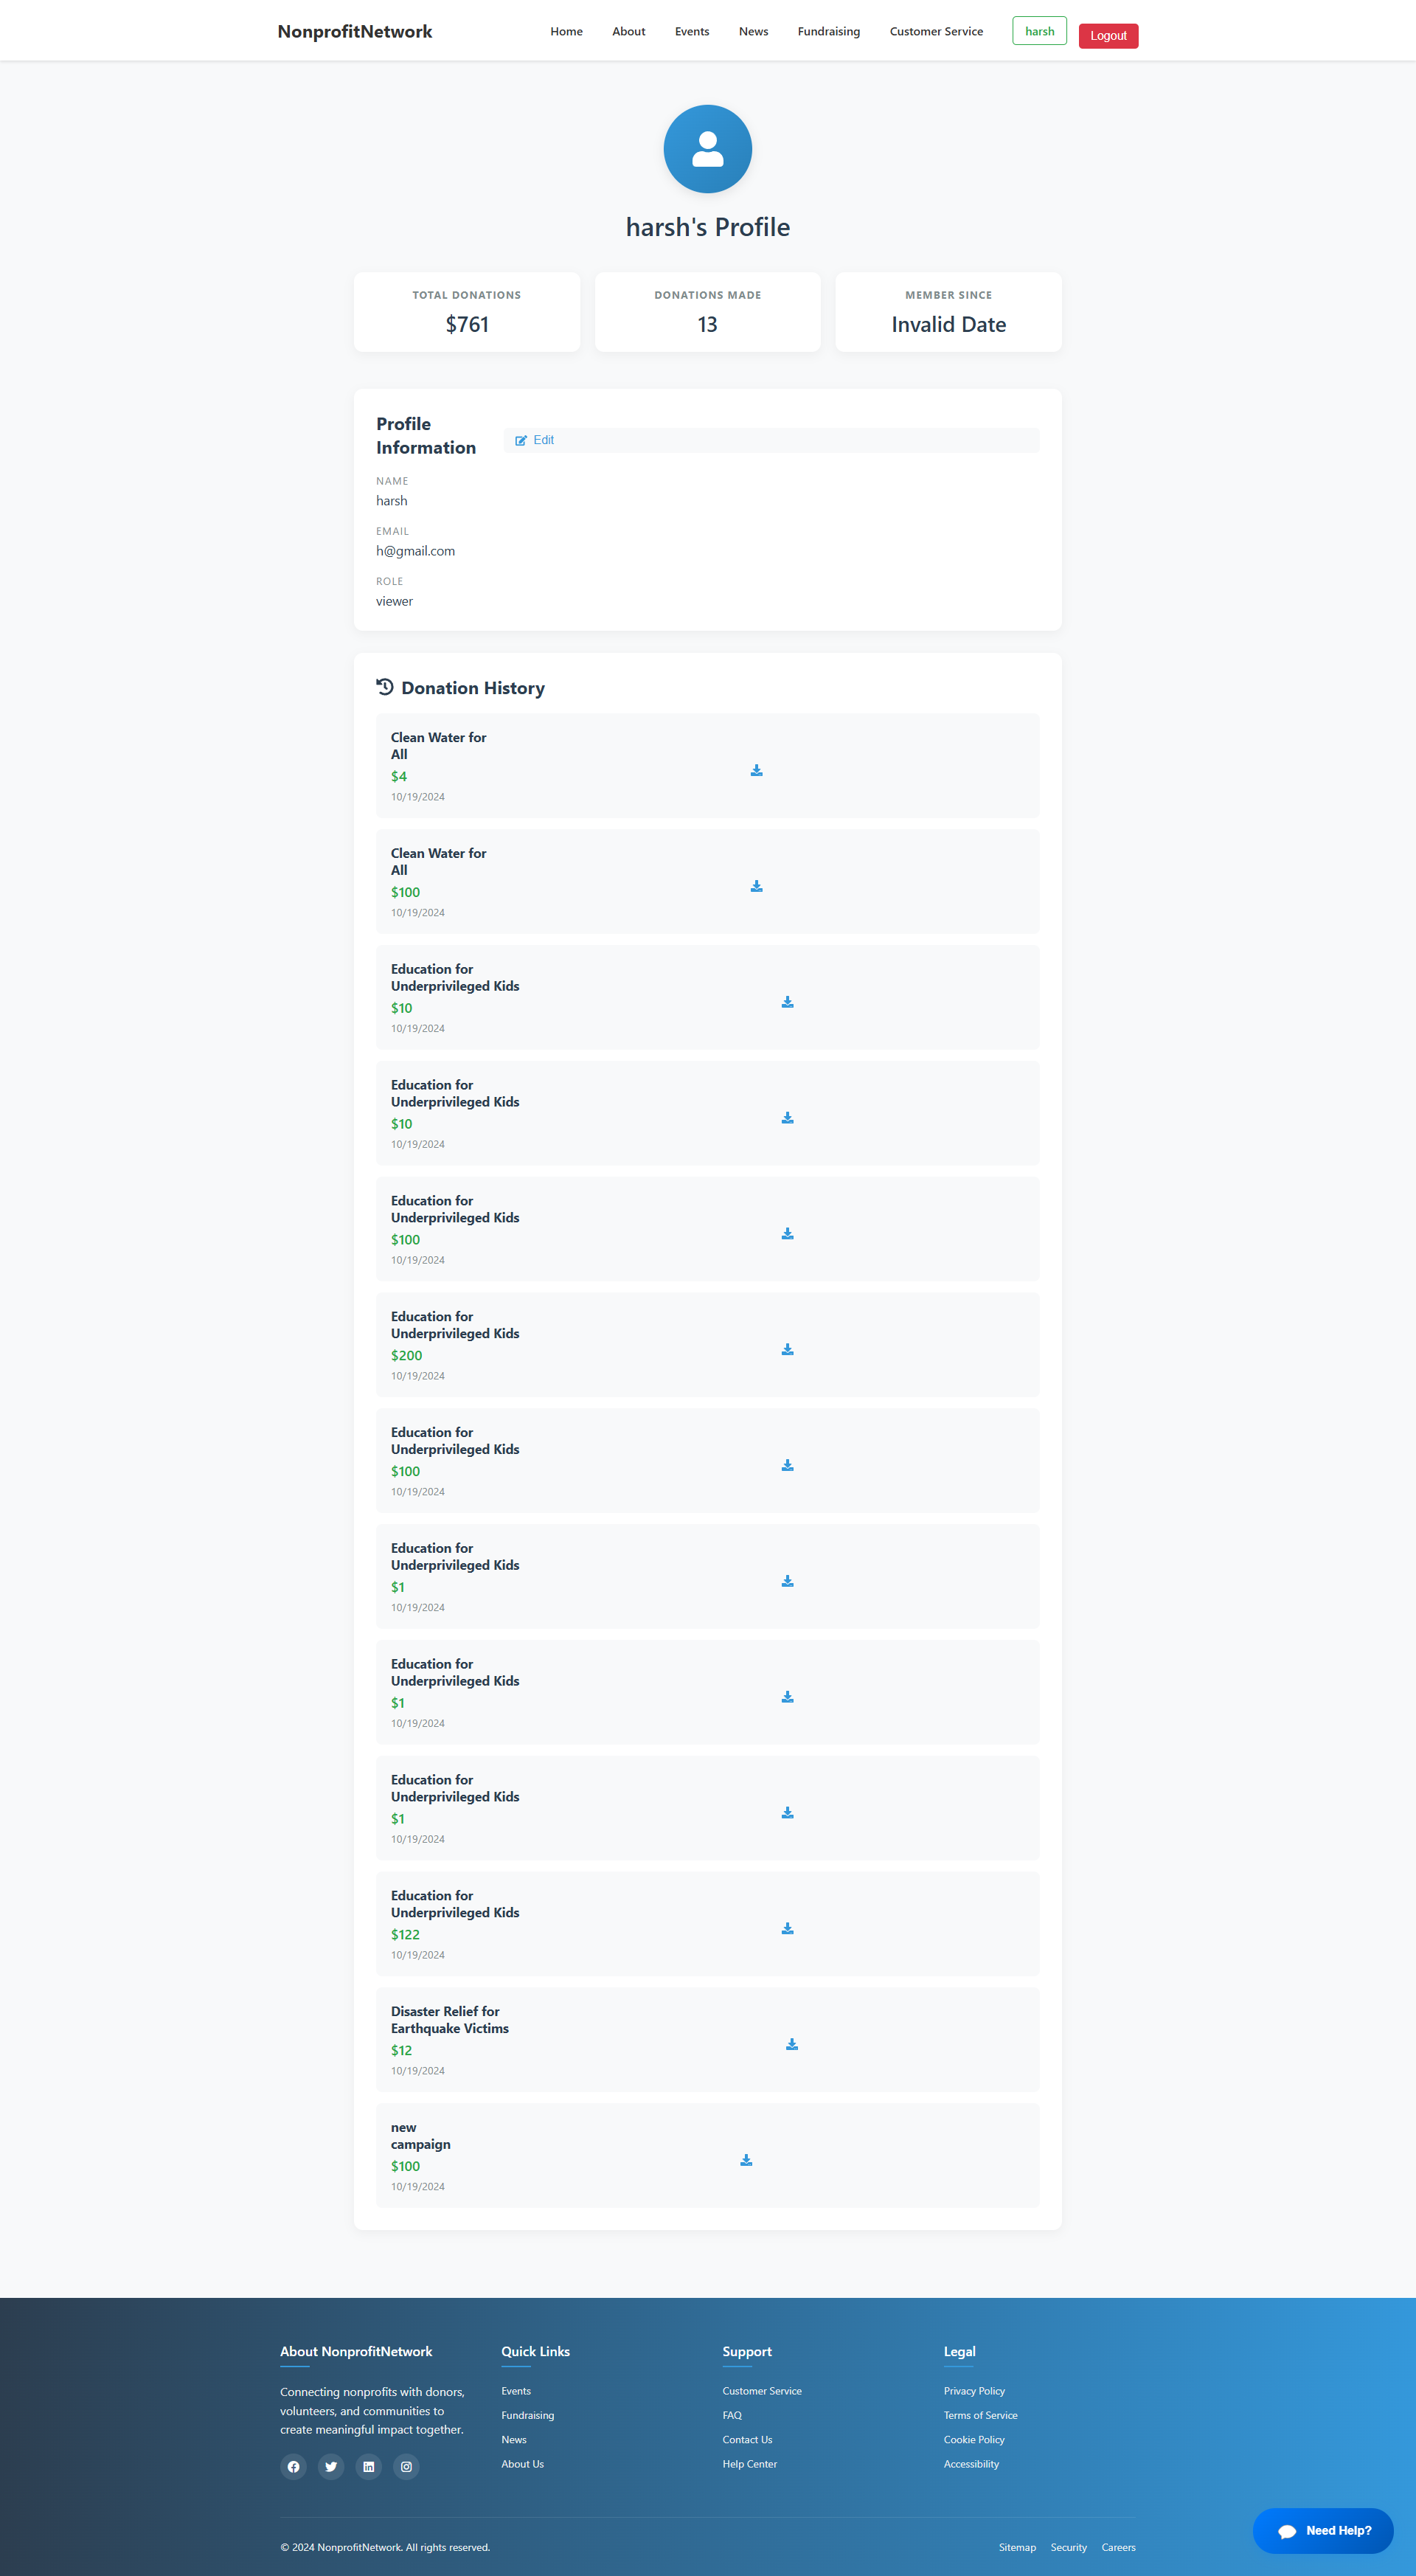 NonprofitNetwork
Home About Events News Fundraising Customer Service harsh Logout
harsh's Profile
TOTAL DONATIONS DONATIONS MADE MEMBER SINCE
$761 13 Invalid Date
Profile
Information
Edit
NAME
harsh
EMAIL
h@gmail.com
ROLE
viewer
Donation History
Clean Water for
All
$4
10/19/2024
Clean Water for
All
$100
10/19/2024
Education for
Underprivileged Kids
$10
10/19/2024
Education for
Underprivileged Kids
$10
10/19/2024
Education for
Underprivileged Kids
$100
10/19/2024
Education for
Underprivileged Kids
$200
10/19/2024
Education for
Underprivileged Kids
$100
10/19/2024
Education for
Underprivileged Kids
$1
10/19/2024
Education for
Underprivileged Kids
$1
10/19/2024
Education for
Underprivileged Kids
$1
10/19/2024
Education for
Underprivileged Kids
$122
10/19/2024
Disaster Relief for
Earthquake Victims
$12
10/19/2024
new
campaign
$100
10/19/2024
About NonprofitNetwork
Connecting nonprofits with donors,
volunteers, and communities to
create meaningful impact together.
Quick Links
Events
Fundraising
News
About Us
Support
Customer Service
FAQ
Contact Us
Help Center
Legal
Privacy Policy
Terms of Service
Cookie Policy
Accessibility
© 2024 NonprofitNetwork. All rights reserved.
Sitemap Security Careers
Need Help?